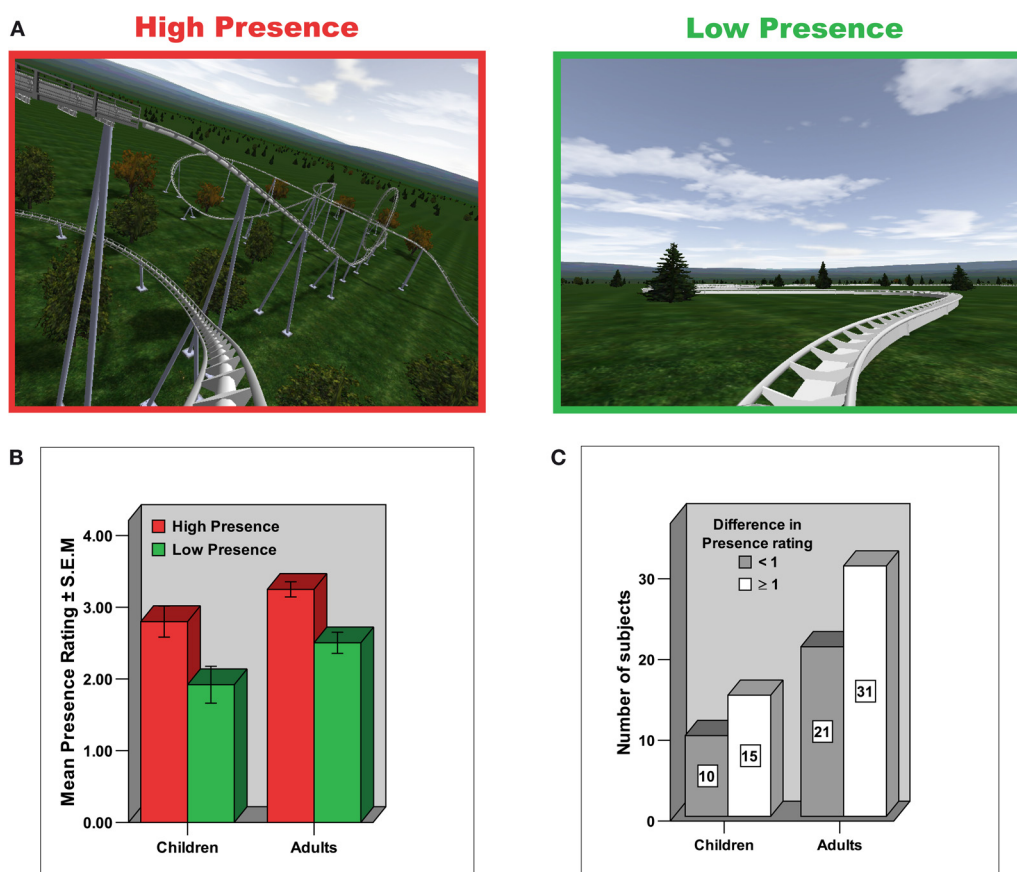 A
High Presence
Low Presence
B
Mean Presence Rating ± S.E.M
4.00
3.00
2.00
1.00
0.00
High Presence
Low Presence
Children
Adults
C
Number of subjects
30
20
10
0
Difference in
Presence rating
< 1
≥ 1
10
15
21
31
Children
Adults